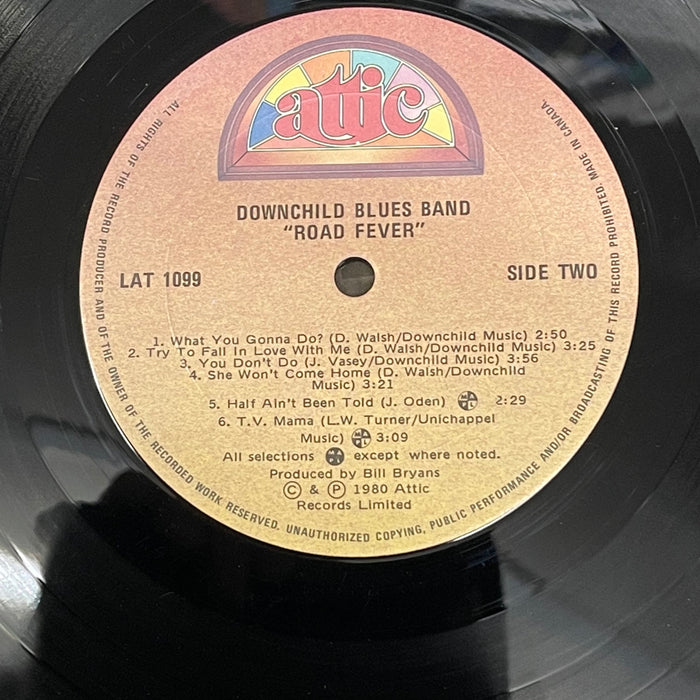 attic
DOWNCHILD BLUES BAND
"ROAD FEVER"
LAT 1099
SIDE TWO
1. What You Gonna Do? (D. Walsh/Downchild Music) 2:50
2. Try To Fall In Love With Me (D. Walsh/Downchild Music) 3:25
3. You Don't Do (J. Vasey/Downchild Music) 3:56
4. She Won't Come Home (D. Walsh/Downchild
Music) 3:21
5. Half Ain't Been Told (J. Oden) 2:29
6. T.V. Mama (L.W. Turner/Unichappel
Music) 3:09
All selections except where noted.
Produced by Bill Bryans
© & ℗ 1980 Attic
Records Limited
ALL RIGHTS OF THE RECORD PRODUCER AND OF THE OWNER OF THE RECORDED WORK RESERVED. UNAUTHORIZED COPYING, PUBLIC PERFORMANCE AND/OR BROADCASTING OF THIS RECORD PROHIBITED. MADE IN CANADA.